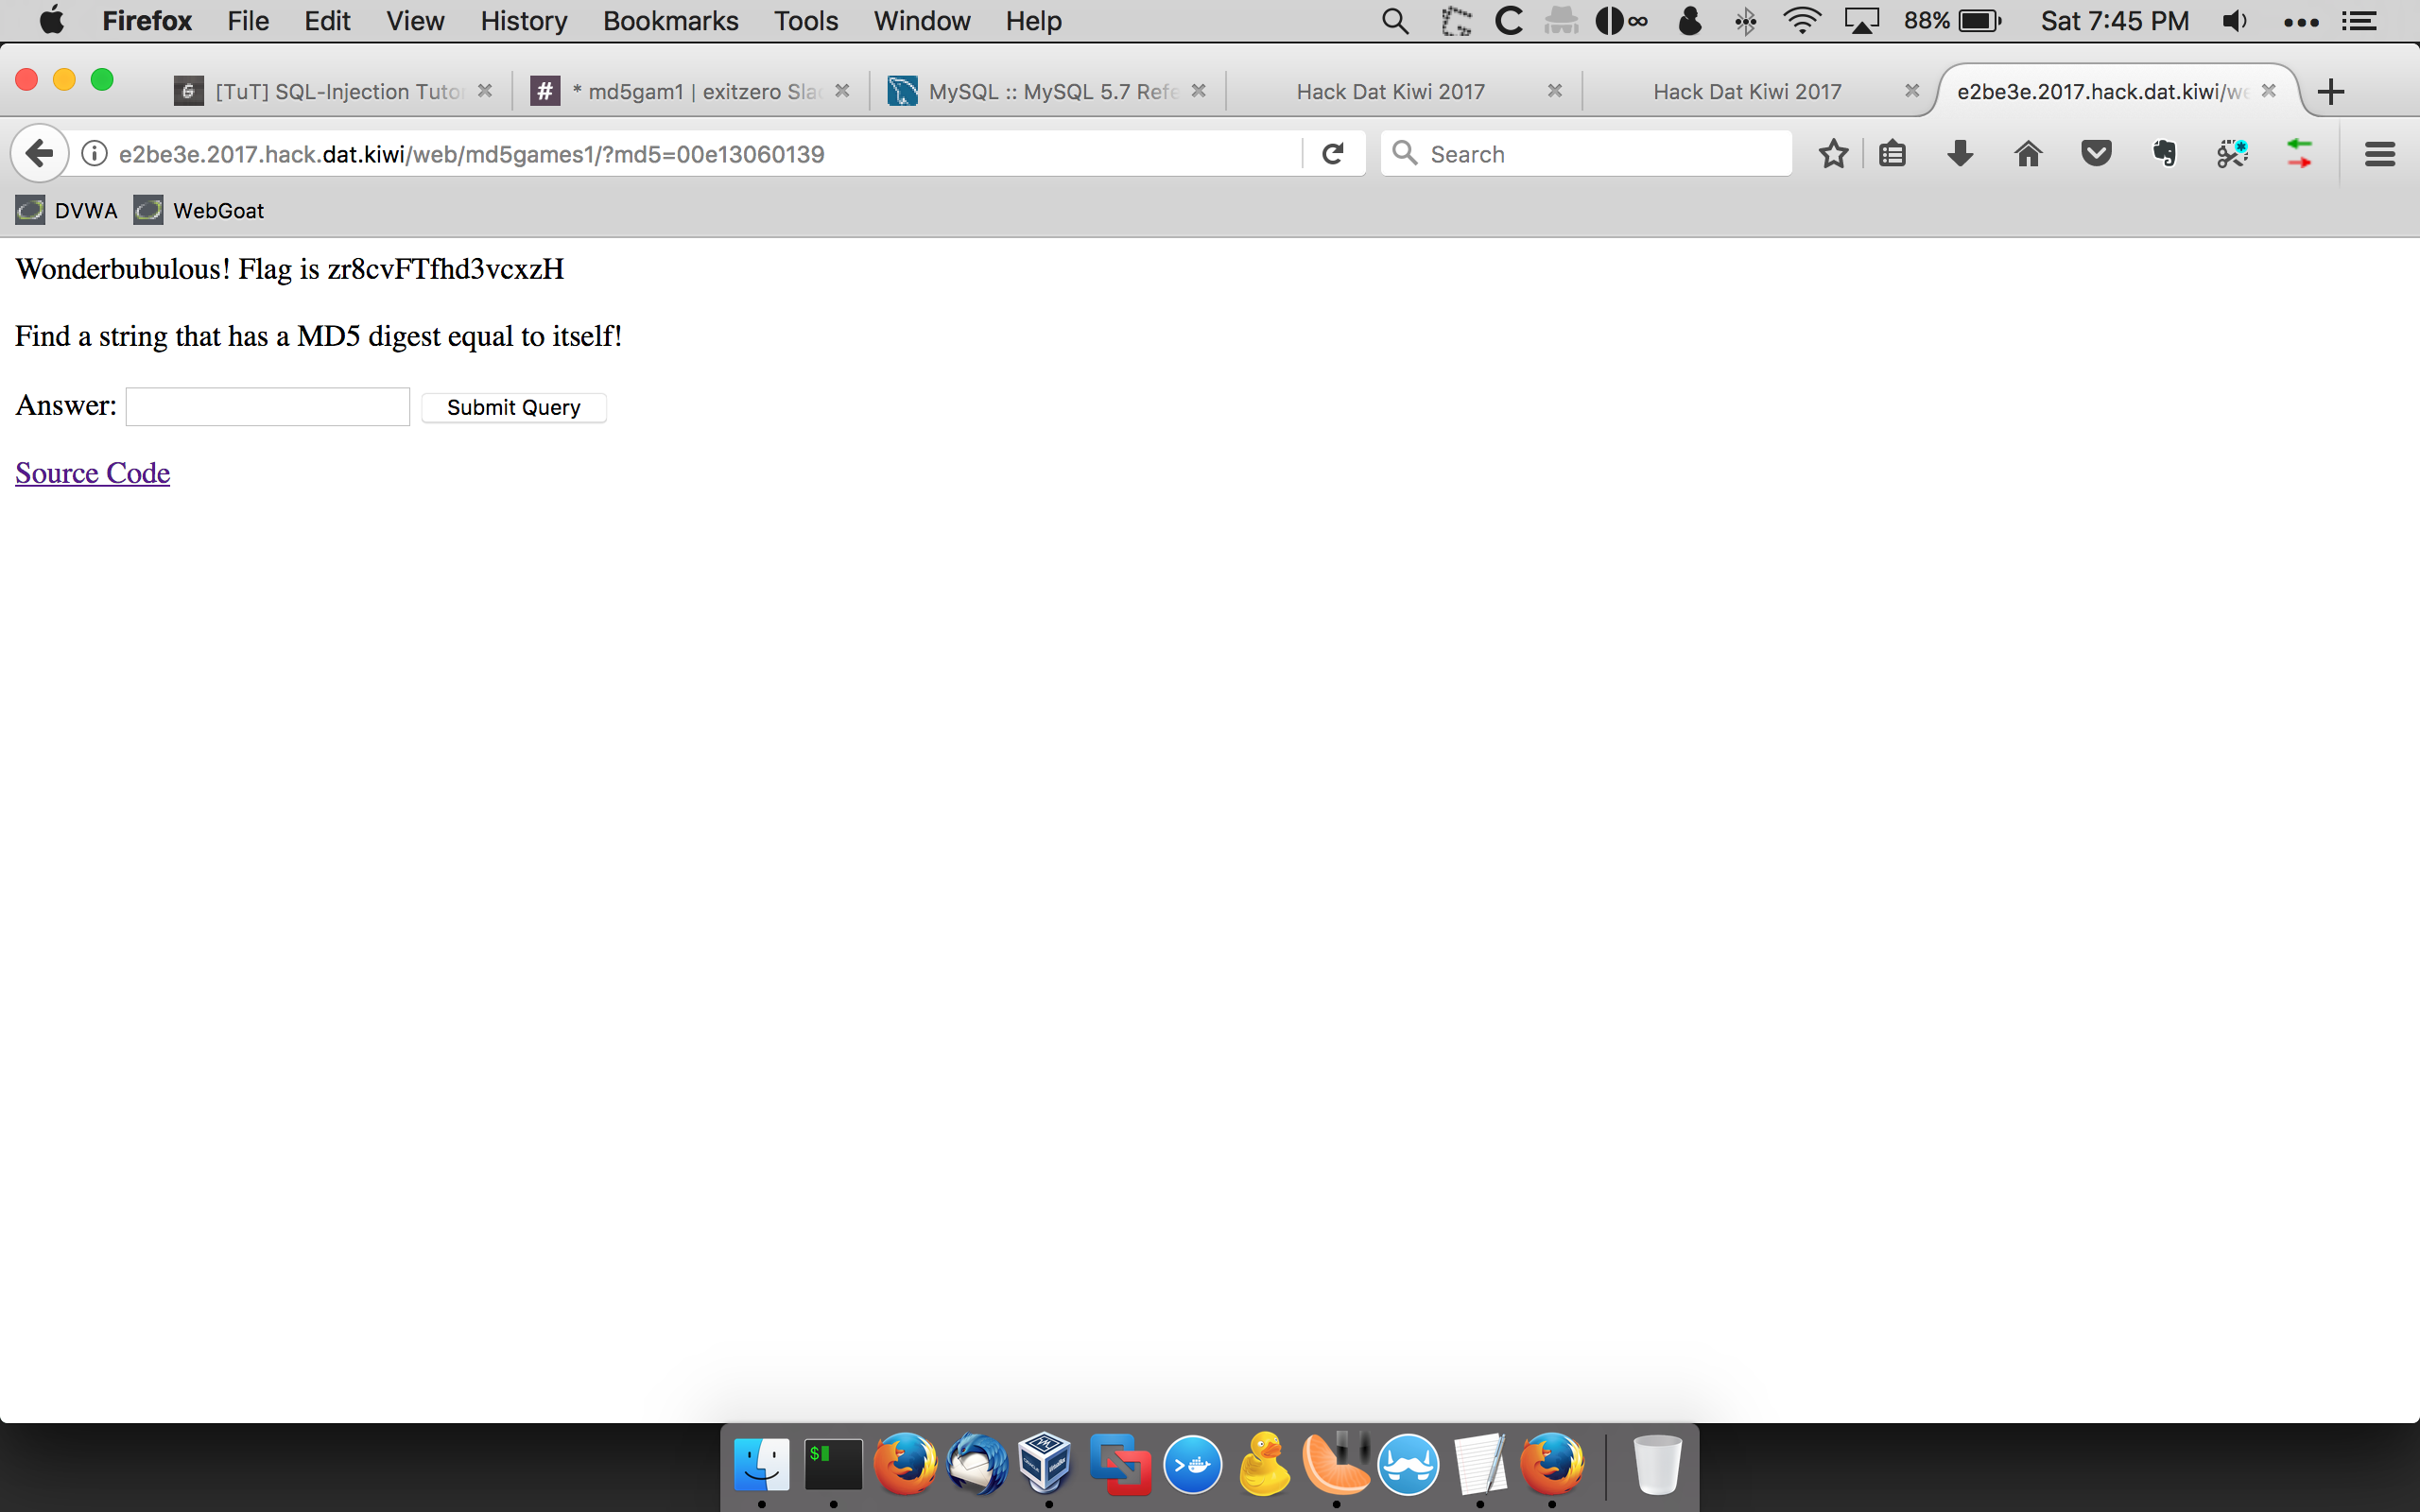 Firefox File Edit View History Bookmarks Tools Window Help 88% Sat 7:45 PM
[TuT] SQL-Injection Tuto * md5gam1 | exitzero Sla MySQL :: MySQL 5.7 Refe Hack Dat Kiwi 2017 Hack Dat Kiwi 2017 e2be3e.2017.hack.dat.kiwi/we
e2be3e.2017.hack.dat.kiwi/web/md5games1/?md5=00e13060139 Search
DVWA WebGoat
Wonderbubulous! Flag is zr8cvFTfhd3vcxzH
Find a string that has a MD5 digest equal to itself!
Answer: Submit Query
Source Code